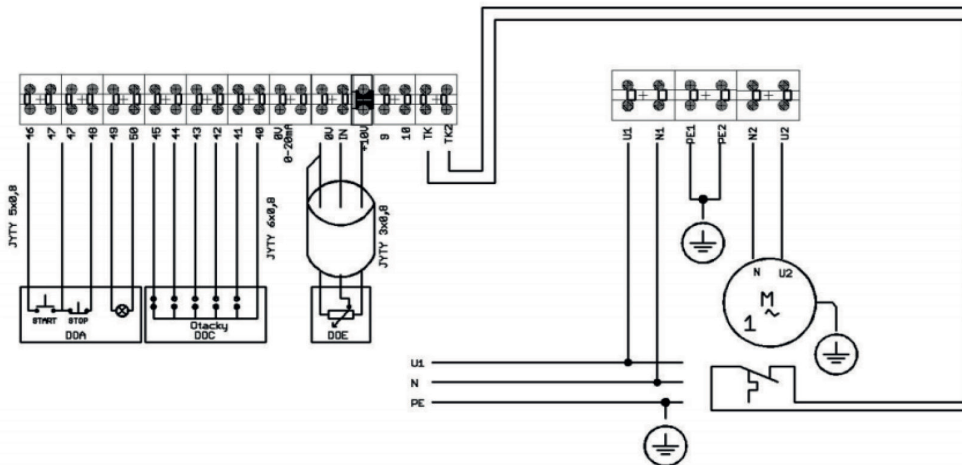 46 47 47 48 49 50 45 44 43 42 41 40 0V 0-20mA 0V IN +10V 9 10 TK TK2
U1 N1 PE1 PE2 N2 U2
JYTY 5x0,8
JYTY 6x0,8
JYTY 3x0,8
START STOP
DOA
Otacky
DOC
DOE
N U2
M
~
1
U1
N
PE